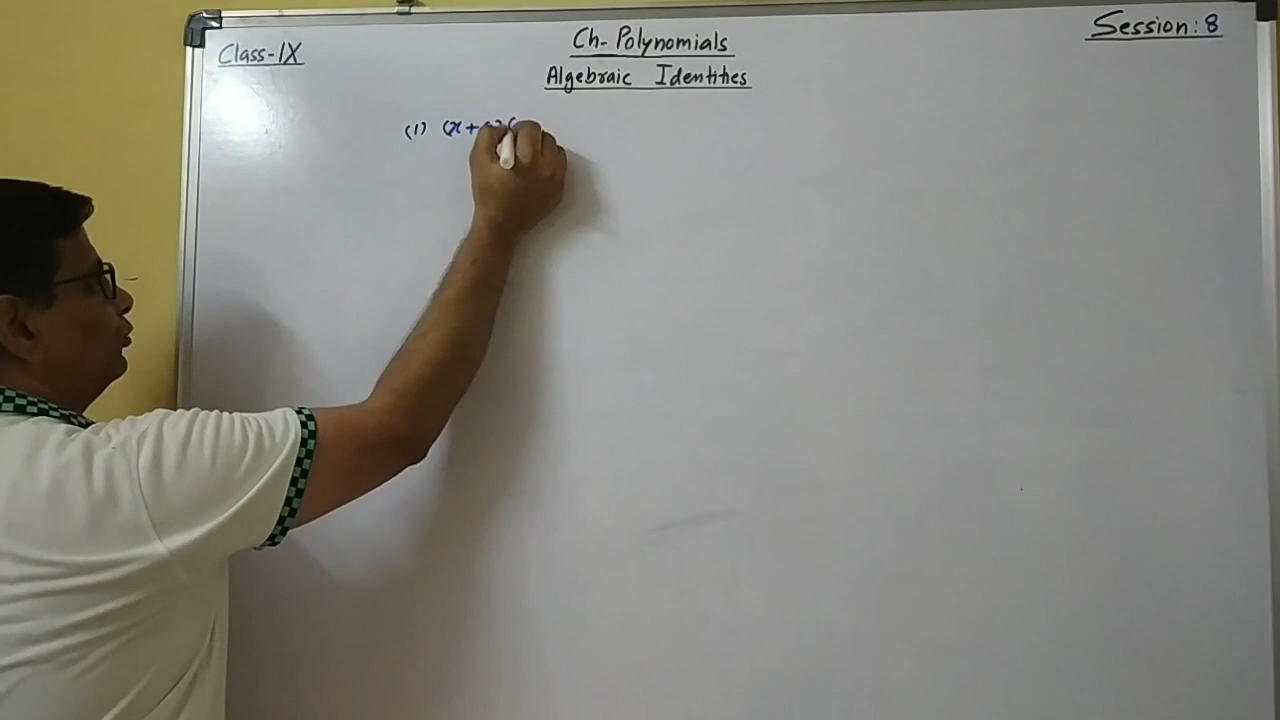 Class-IX
Ch- Polynomials
Session: 8
Algebraic Identities
(1) (x+